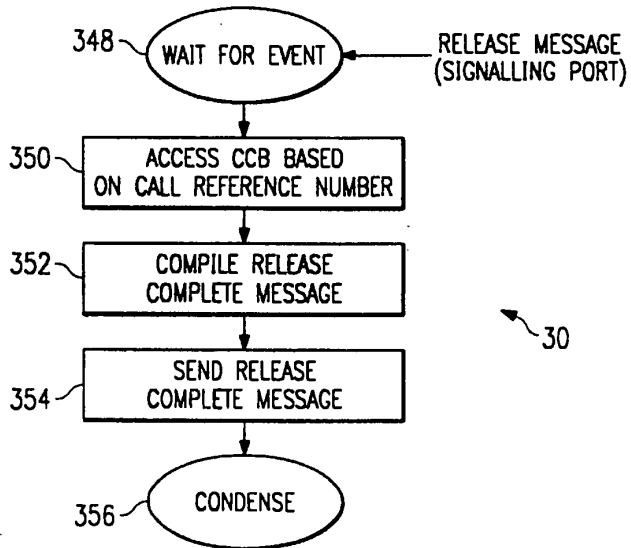 348
WAIT FOR EVENT
RELEASE MESSAGE
(SIGNALLING PORT)
350
ACCESS CCB BASED
ON CALL REFERENCE NUMBER
352
COMPILE RELEASE
COMPLETE MESSAGE
30
354
SEND RELEASE
COMPLETE MESSAGE
356
CONDENSE